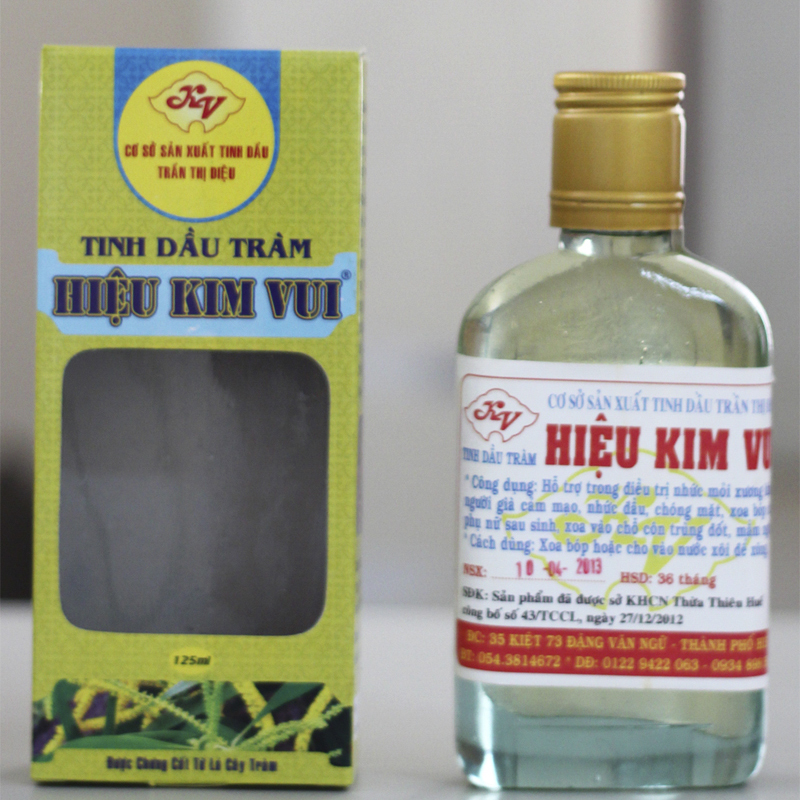 KV
CƠ SỞ SẢN XUẤT TINH DẦU
TRẦN THỊ DIỆU
TINH DẦU TRÀM
HIỆU KIM VUI®
125ml
Được Chưng Cất Từ Lá Cây Tràm
KV
CƠ SỞ SẢN XUẤT TINH DẦU TRẦN THỊ
TINH DẦU TRÀM HIỆU KIM VU
* Công dụng: Hỗ trợ trong điều trị nhức mỏi xương
người già cảm mạo, nhức đầu, chóng mặt, xoa bóp
phụ nữ sau sinh, xoa vào chỗ côn trùng đốt, mẩn
* Cách dùng: Xoa bóp hoặc cho vào nước xôi để xông
NSX: 10 -04- 2013 HSD: 36 tháng
SĐK: Sản phẩm đã được sở KHCN Thừa Thiên Huế
công bố số 43/TCCL, ngày 27/12/2012
ĐC: 35 KIỆT 73 ĐẶNG VĂN NGỮ - THÀNH PHỐ
ĐT: 054.3814672 * DĐ: 0122 9422 063 - 0934